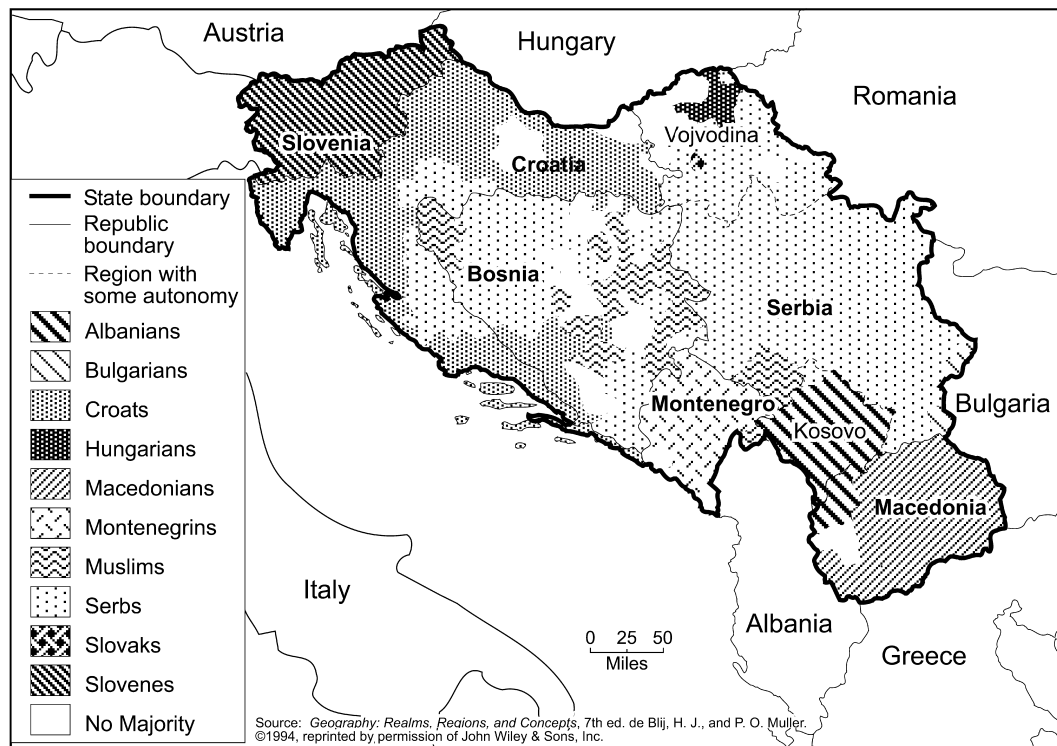 Austria
Hungary
Romania
Slovenia
Croatia
Vojvodina
Bosnia
Serbia
Montenegro
Kosovo
Bulgaria
Macedonia
Italy
Albania
Greece
State boundary
Republic
boundary
Region with
some autonomy
Albanians
Bulgarians
Croats
Hungarians
Macedonians
Montenegrins
Muslims
Serbs
Slovaks
Slovenes
No Majority
0 25 50
Miles
Source: Geography: Realms, Regions, and Concepts, 7th ed. de Blij, H. J., and P. O. Muller.
©1994, reprinted by permission of John Wiley & Sons, Inc.